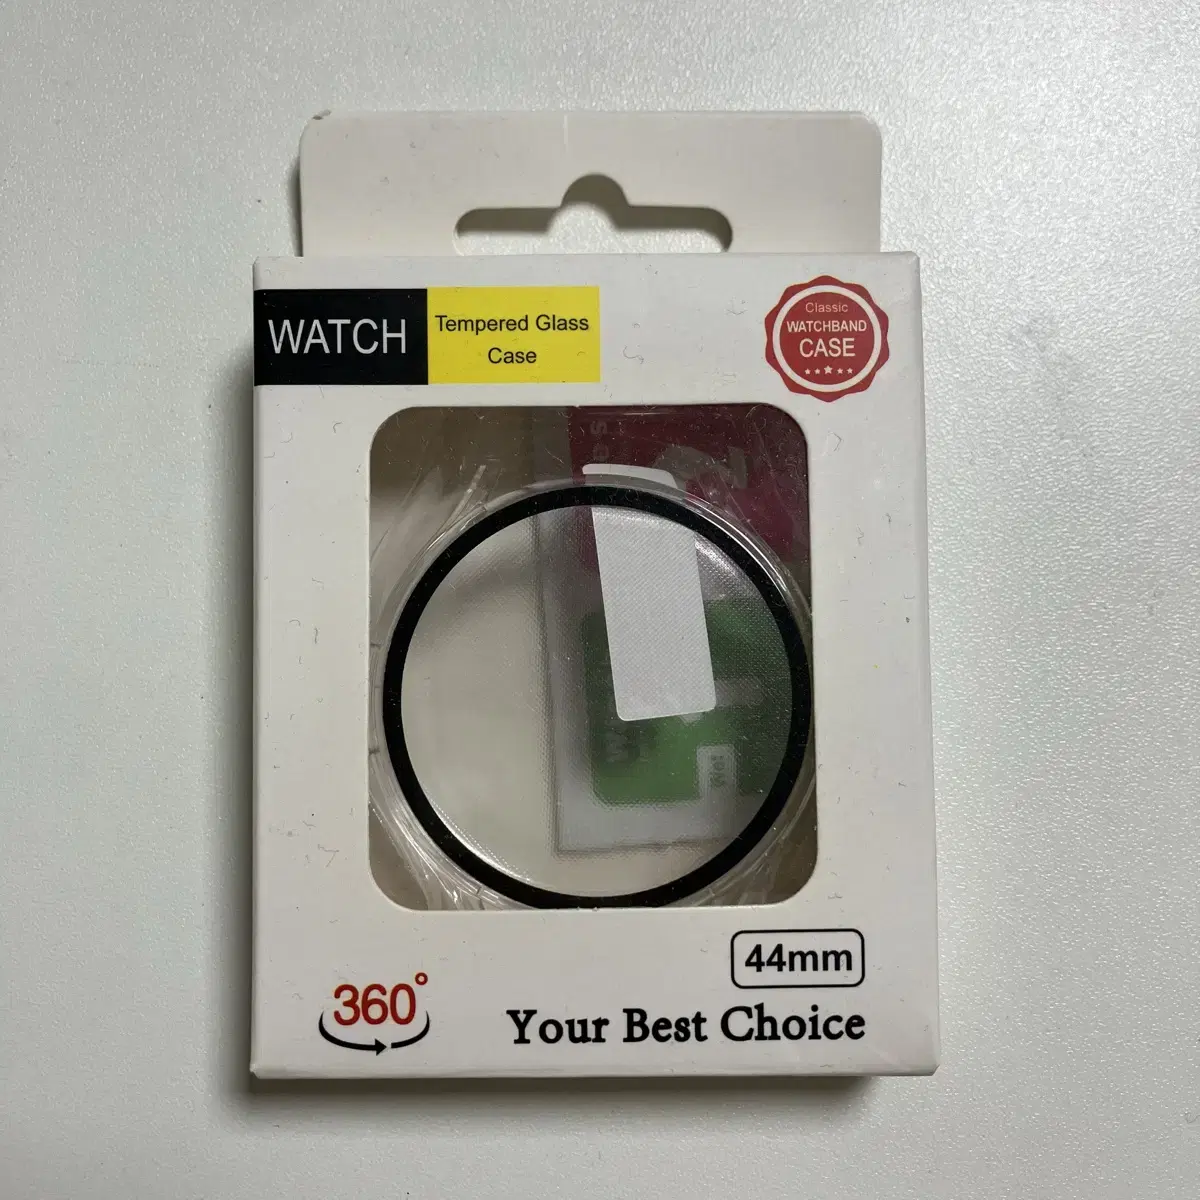 WATCH
Tempered Glass
Case
Classic
WATCHBAND
CASE
44mm
360°
Your Best Choice